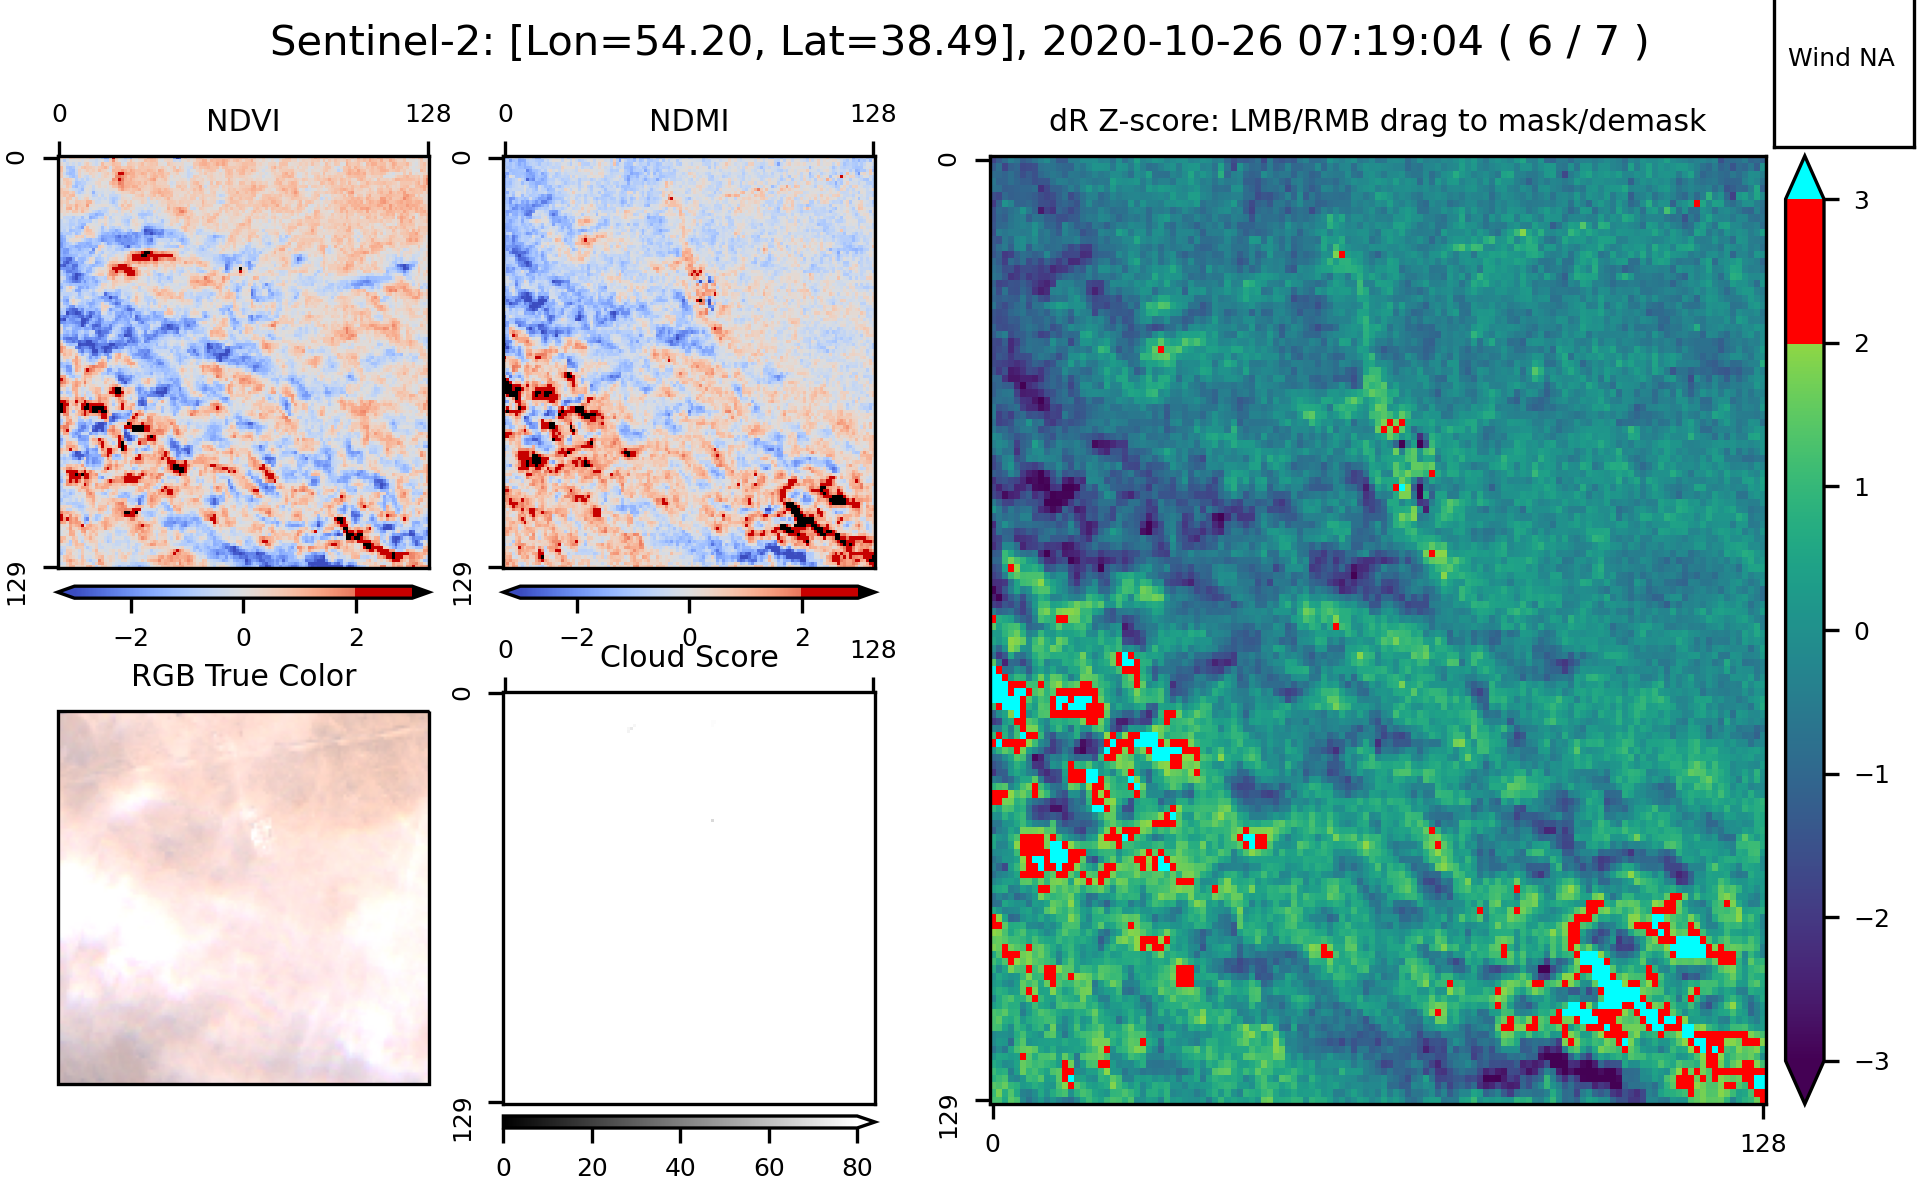 Sentinel-2: [Lon=54.20, Lat=38.49], 2020-10-26 07:19:04 ( 6 / 7 )
Wind NA
NDVI
0 128
0
129
−2 0 2
NDMI
0 128
0
129
−2 0 2
dR Z-score: LMB/RMB drag to mask/demask
0
129
0 128
3
2
1
0
−1
−2
−3
RGB True Color
Cloud Score
0 128
0
129
0 20 40 60 80